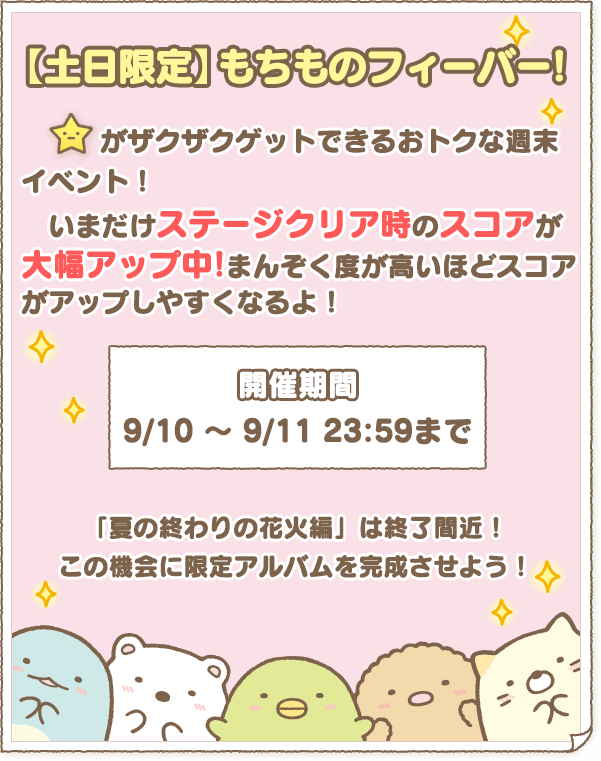 【土日限定】もちものフィーバー!
がザクザクゲットできるおトクな週末
イベント！
いまだけステージクリア時のスコアが
大幅アップ中!まんぞく度が高いほどスコア
がアップしやすくなるよ！
開催期間
9/10 〜 9/11 23:59まで
「夏の終わりの花火編」は終了間近！
この機会に限定アルバムを完成させよう！